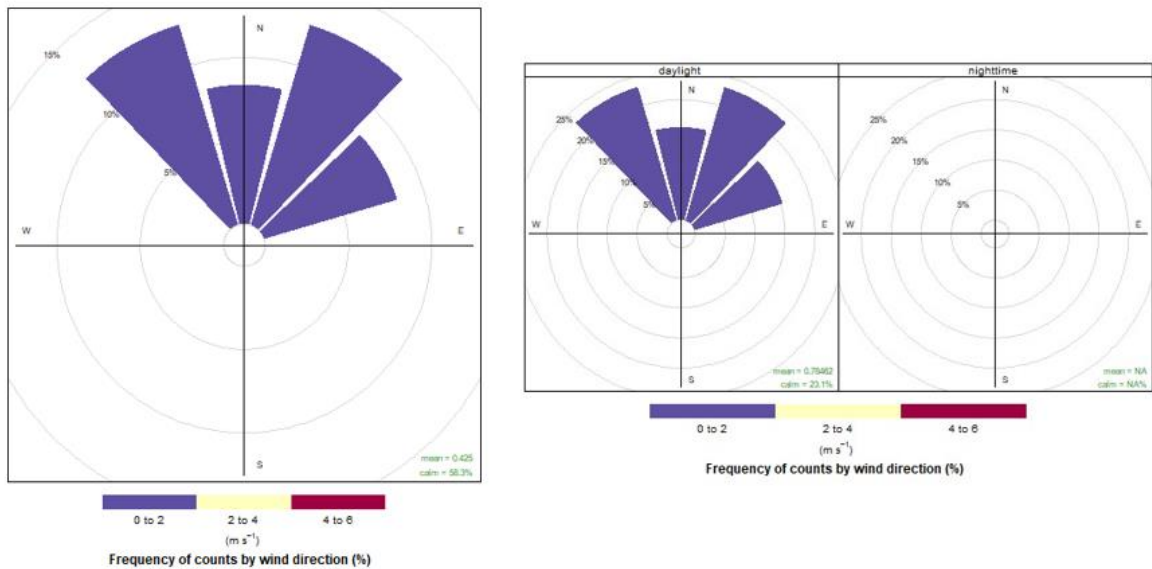 N
15%
10%
5%
W
E
S
mean = 0.425
calm = 58.3%
0 to 2
2 to 4
4 to 6
(m s⁻¹)
Frequency of counts by wind direction (%)
daylight
nighttime
N
25%
20%
15%
10%
5%
W
E
S
mean = 0.78462
calm = 23.1%
N
25%
20%
15%
10%
5%
W
E
S
mean = NA
calm = NA%
0 to 2
2 to 4
4 to 6
(m s⁻¹)
Frequency of counts by wind direction (%)